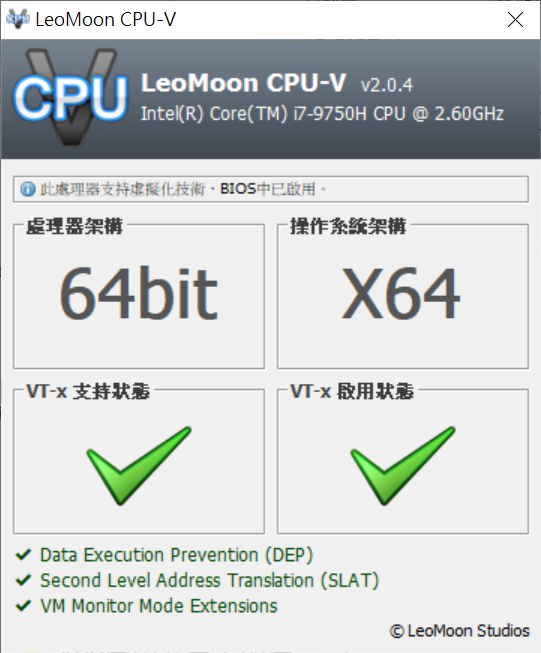 LeoMoon CPU-V
CPU
LeoMoon CPU-V v2.0.4
Intel(R) Core(TM) i7-9750H CPU @ 2.60GHz
此處理器支持虛擬化技術，BIOS中已啟用。
處理器架構
操作系統架構
64bit
X64
VT-x 支持狀態
VT-x 啟用狀態
Data Execution Prevention (DEP)
Second Level Address Translation (SLAT)
VM Monitor Mode Extensions
© LeoMoon Studios